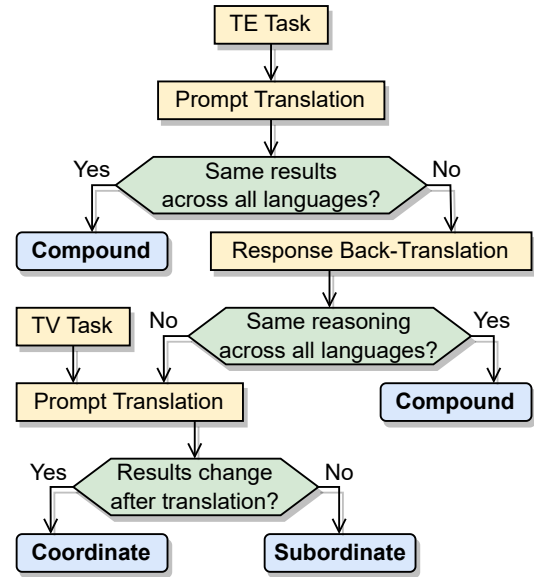 TE Task
Prompt Translation
Same results
across all languages?
Yes
No
Compound
Response Back-Translation
TV Task
No
Same reasoning
across all languages?
Yes
Prompt Translation
Compound
Results change
after translation?
Yes
No
Coordinate
Subordinate